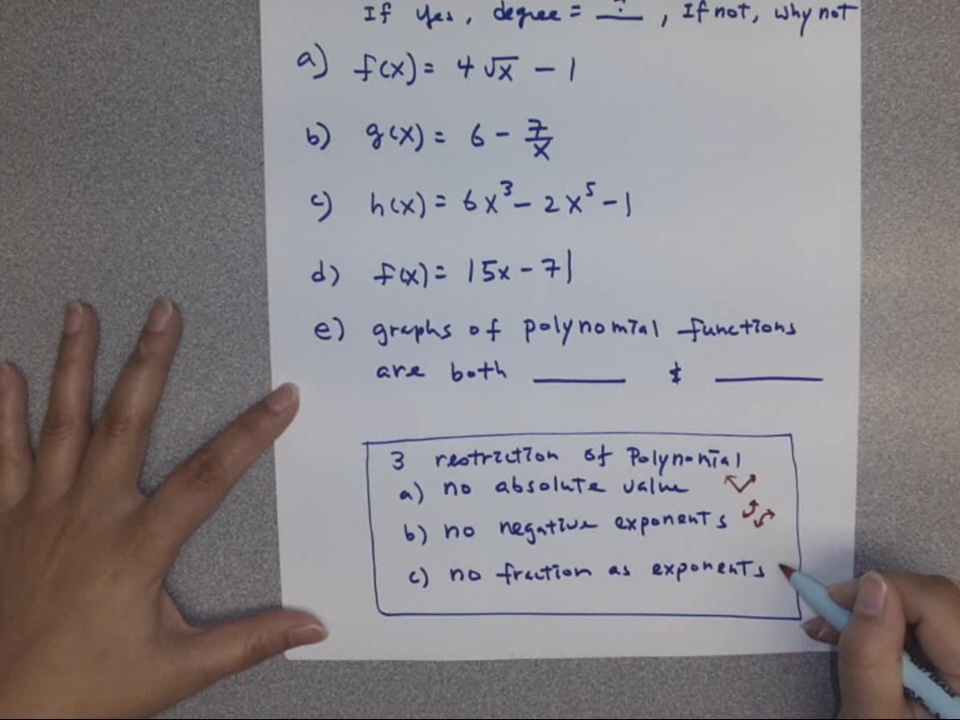 If yes, degree = ___, If not, why not
a) f(x) = 4√x − 1
b) g(x) = 6 − 7/x
c) h(x) = 6x³ − 2x⁵ − 1
d) f(x) = |5x − 7|
e) graphs of polynomial functions
are both ______ & ______
3 restriction of Polynomial
a) no absolute value
b) no negative exponents
c) no fraction as exponents